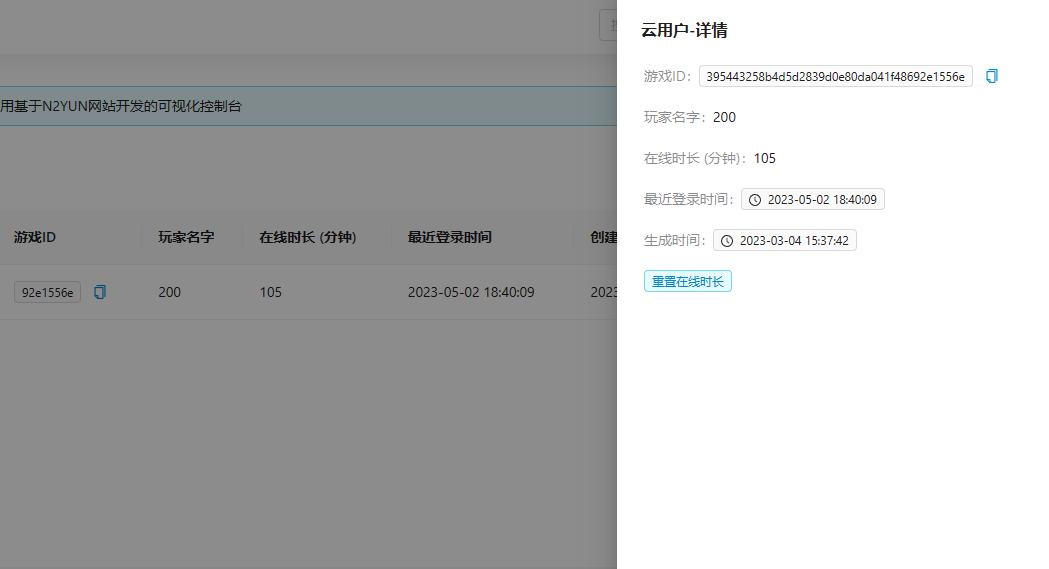 云用户-详情
游戏ID: 395443258b4d5d2839d0e80da041f48692e1556e
玩家名字: 200
在线时长 (分钟): 105
最近登录时间: 2023-05-02 18:40:09
生成时间: 2023-03-04 15:37:42
重置在线时长
用基于N2YUN网站开发的可视化控制台
游戏ID 玩家名字 在线时长 (分钟) 最近登录时间 创建
92e1556e 200 105 2023-05-02 18:40:09 2023